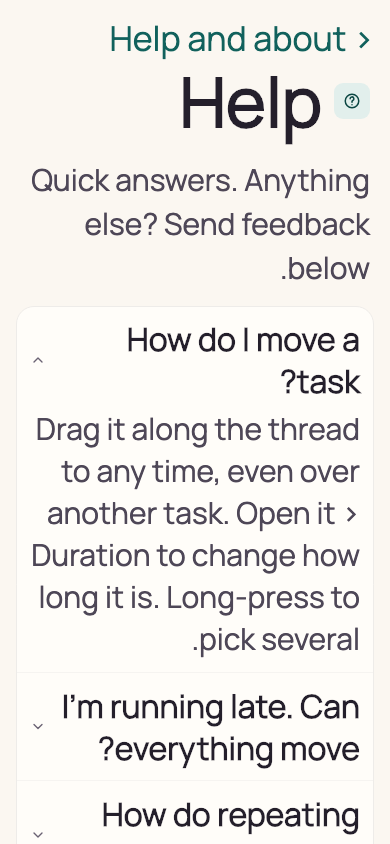 Help and about
Help
Quick answers. Anything
else? Send feedback
below.
How do I move a
task?
Drag it along the thread
to any time, even over
another task. Open it ›
Duration to change how
long it is. Long-press to
pick several.
I'm running late. Can
everything move?
How do repeating